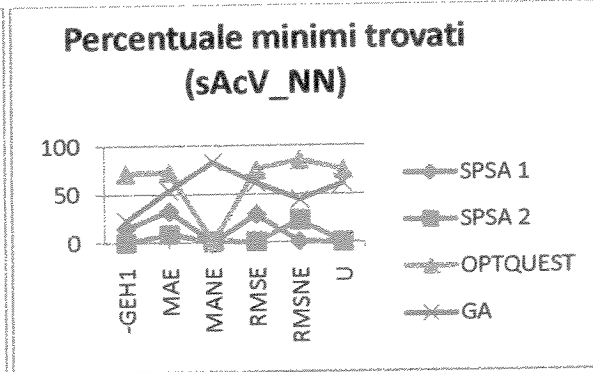 Percentuale minimi trovati
(sAcV_NN)
100
50
0
-GEH1
MAE
MANE
RMSE
RMSNE
U
SPSA 1
SPSA 2
OPTQUEST
GA